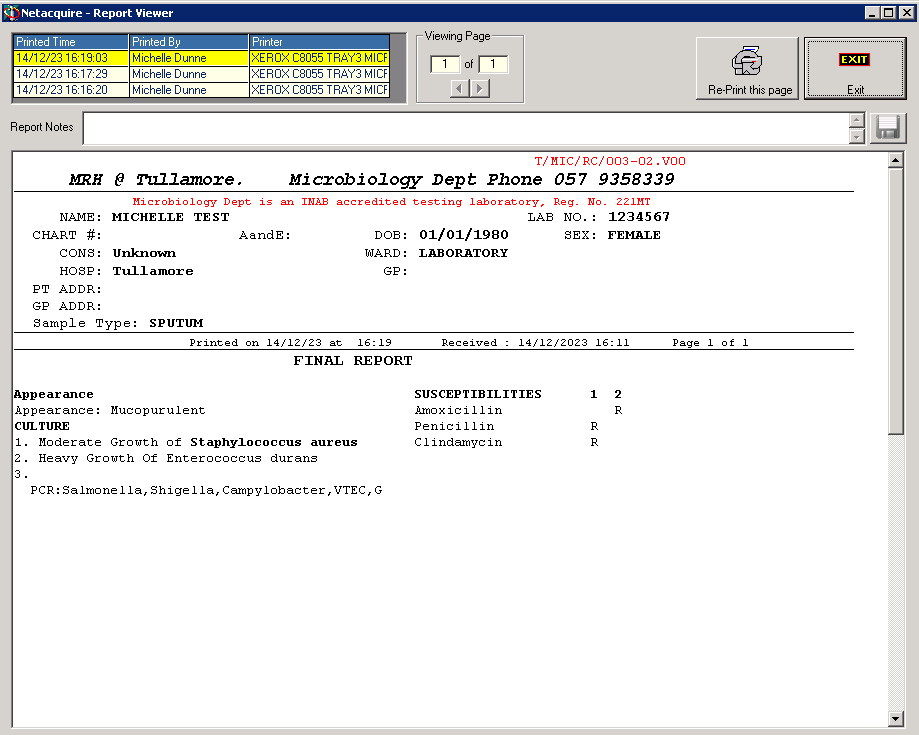 Netacquire - Report Viewer
Printed Time Printed By Printer
14/12/23 16:19:03 Michelle Dunne XEROX C8055 TRAY3 MICF
14/12/23 16:17:29 Michelle Dunne XEROX C8055 TRAY3 MICF
14/12/23 16:16:20 Michelle Dunne XEROX C8055 TRAY3 MICF
Viewing Page
1 of 1
Re-Print this page
EXIT
Exit
Report Notes
T/MIC/RC/003-02.V00
MRH @ Tullamore. Microbiology Dept Phone 057 9358339
Microbiology Dept is an INAB accredited testing laboratory, Reg. No. 221MT
NAME: MICHELLE TEST LAB NO.: 1234567
CHART #: AandE: DOB: 01/01/1980 SEX: FEMALE
CONS: Unknown WARD: LABORATORY
HOSP: Tullamore GP:
PT ADDR:
GP ADDR:
Sample Type: SPUTUM
Printed on 14/12/23 at 16:19 Received : 14/12/2023 16:11 Page 1 of 1
FINAL REPORT
Appearance SUSCEPTIBILITIES 1 2
Appearance: Mucopurulent Amoxicillin R
CULTURE Penicillin R
1. Moderate Growth of Staphylococcus aureus Clindamycin R
2. Heavy Growth Of Enterococcus durans
3.
PCR:Salmonella,Shigella,Campylobacter,VTEC,G